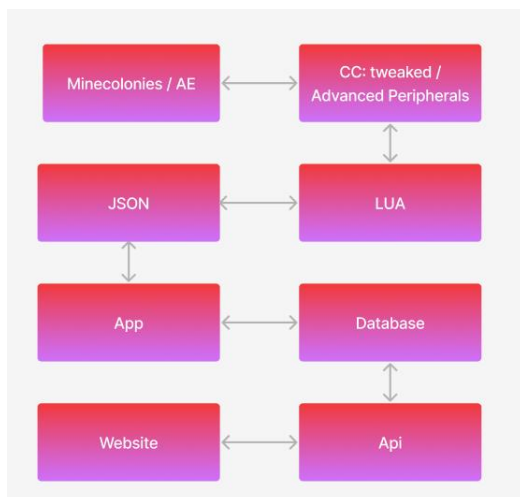 Minecolonies / AE
CC: tweaked /
Advanced Peripherals
JSON
LUA
App
Database
Website
Api